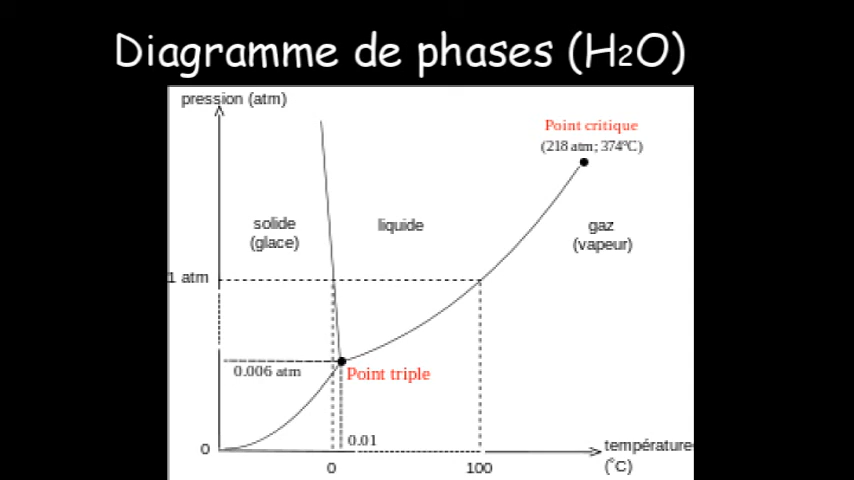 Diagramme de phases (H2O)
pression (atm)
Point critique
(218 atm; 374°C)
solide
(glace)
liquide
gaz
(vapeur)
1 atm
0.006 atm
Point triple
0.01
0
température
(°C)
0
100